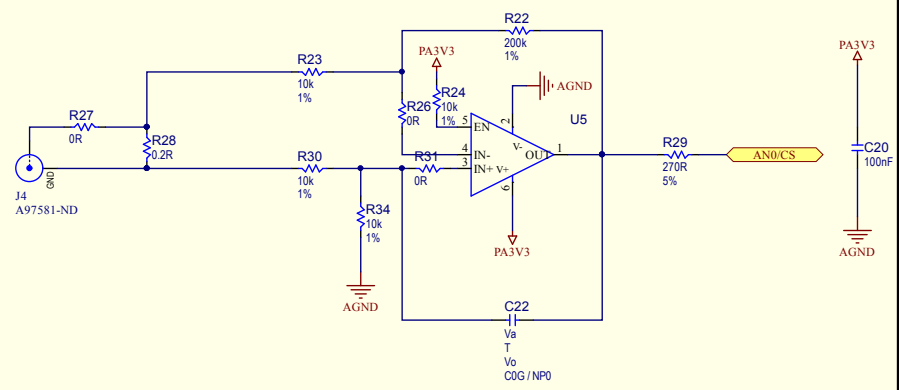 R22
200k
1%
PA3V3
PA3V3
R23
10k
1%
R24
10k
1%
AGND
U5
R26
0R
R27
0R
R28
0.2R
5
EN
2
V-
4
IN-
3
IN+
V+
OUT
1
6
R29
270R
5%
AN0/CS
C20
100nF
GND
J4
A97581-ND
R30
10k
1%
R31
0R
R34
10k
1%
PA3V3
AGND
AGND
C22
Va
T
Vo
C0G / NP0